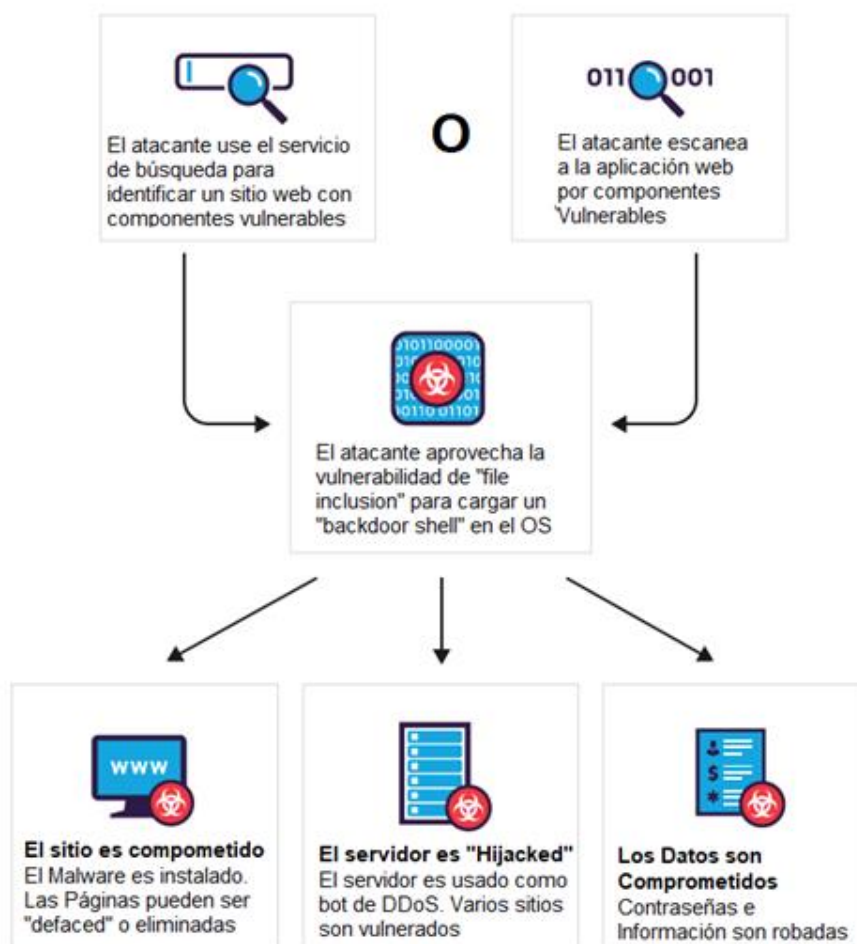 El atacante use el servicio
de búsqueda para
identificar un sitio web con
componentes vulnerables
O
011 001
El atacante escanea
a la aplicación web
por componentes
'Vulnerables
010110000
El atacante aprovecha la
vulnerabilidad de "file
inclusion" para cargar un
"backdoor shell" en el OS
www
El sitio es compometido
El Malware es instalado.
Las Páginas pueden ser
"defaced" o eliminadas
El servidor es "Hijacked"
El servidor es usado como
bot de DDoS. Varios sitios
son vulnerados
$
*
Los Datos son
Comprometidos
Contraseñas e
Información son robadas